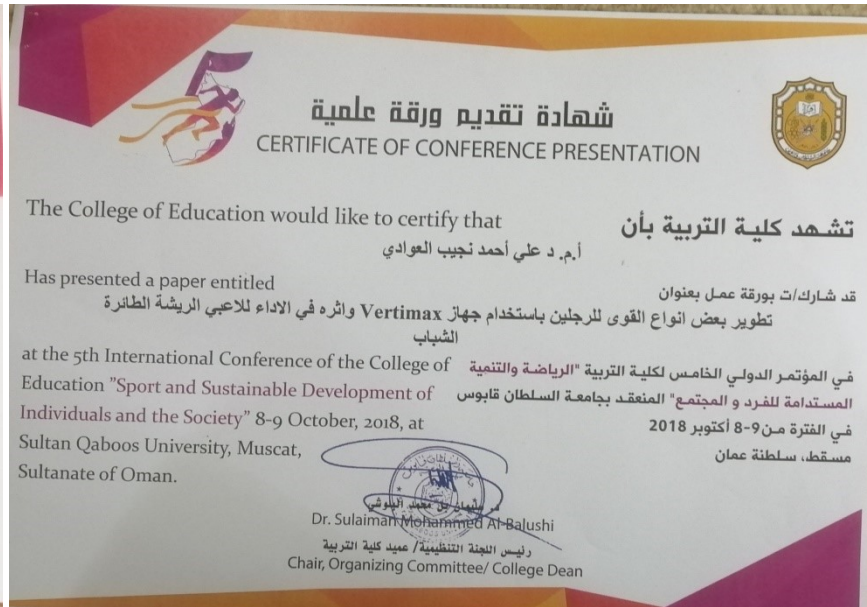 شهادة تقديم ورقة علمية
CERTIFICATE OF CONFERENCE PRESENTATION
The College of Education would like to certify that
تشهد كلية التربية بأن
أ.م. د علي أحمد نجيب العوادي
Has presented a paper entitled
قد شارك/ت بورقة عمل بعنوان
تطوير بعض انواع القوى للرجلين باستخدام جهاز Vertimax واثره في الاداء للاعبي الريشة الطائرة
الشباب
at the 5th International Conference of the College of
Education "Sport and Sustainable Development of
Individuals and the Society" 8-9 October, 2018, at
Sultan Qaboos University, Muscat,
Sultanate of Oman.
في المؤتمر الدولي الخامس لكلية التربية "الرياضة والتنمية
المستدامة للفرد و المجتمع" المنعقد بجامعة السلطان قابوس
في الفترة من 9-8 أكتوبر 2018
مسقط، سلطنة عمان
سليمان بن محمد البلوشي
Dr. Sulaiman Mohammed Al-Balushi
رئيس اللجنة التنظيمية/ عميد كلية التربية
Chair, Organizing Committee/ College Dean